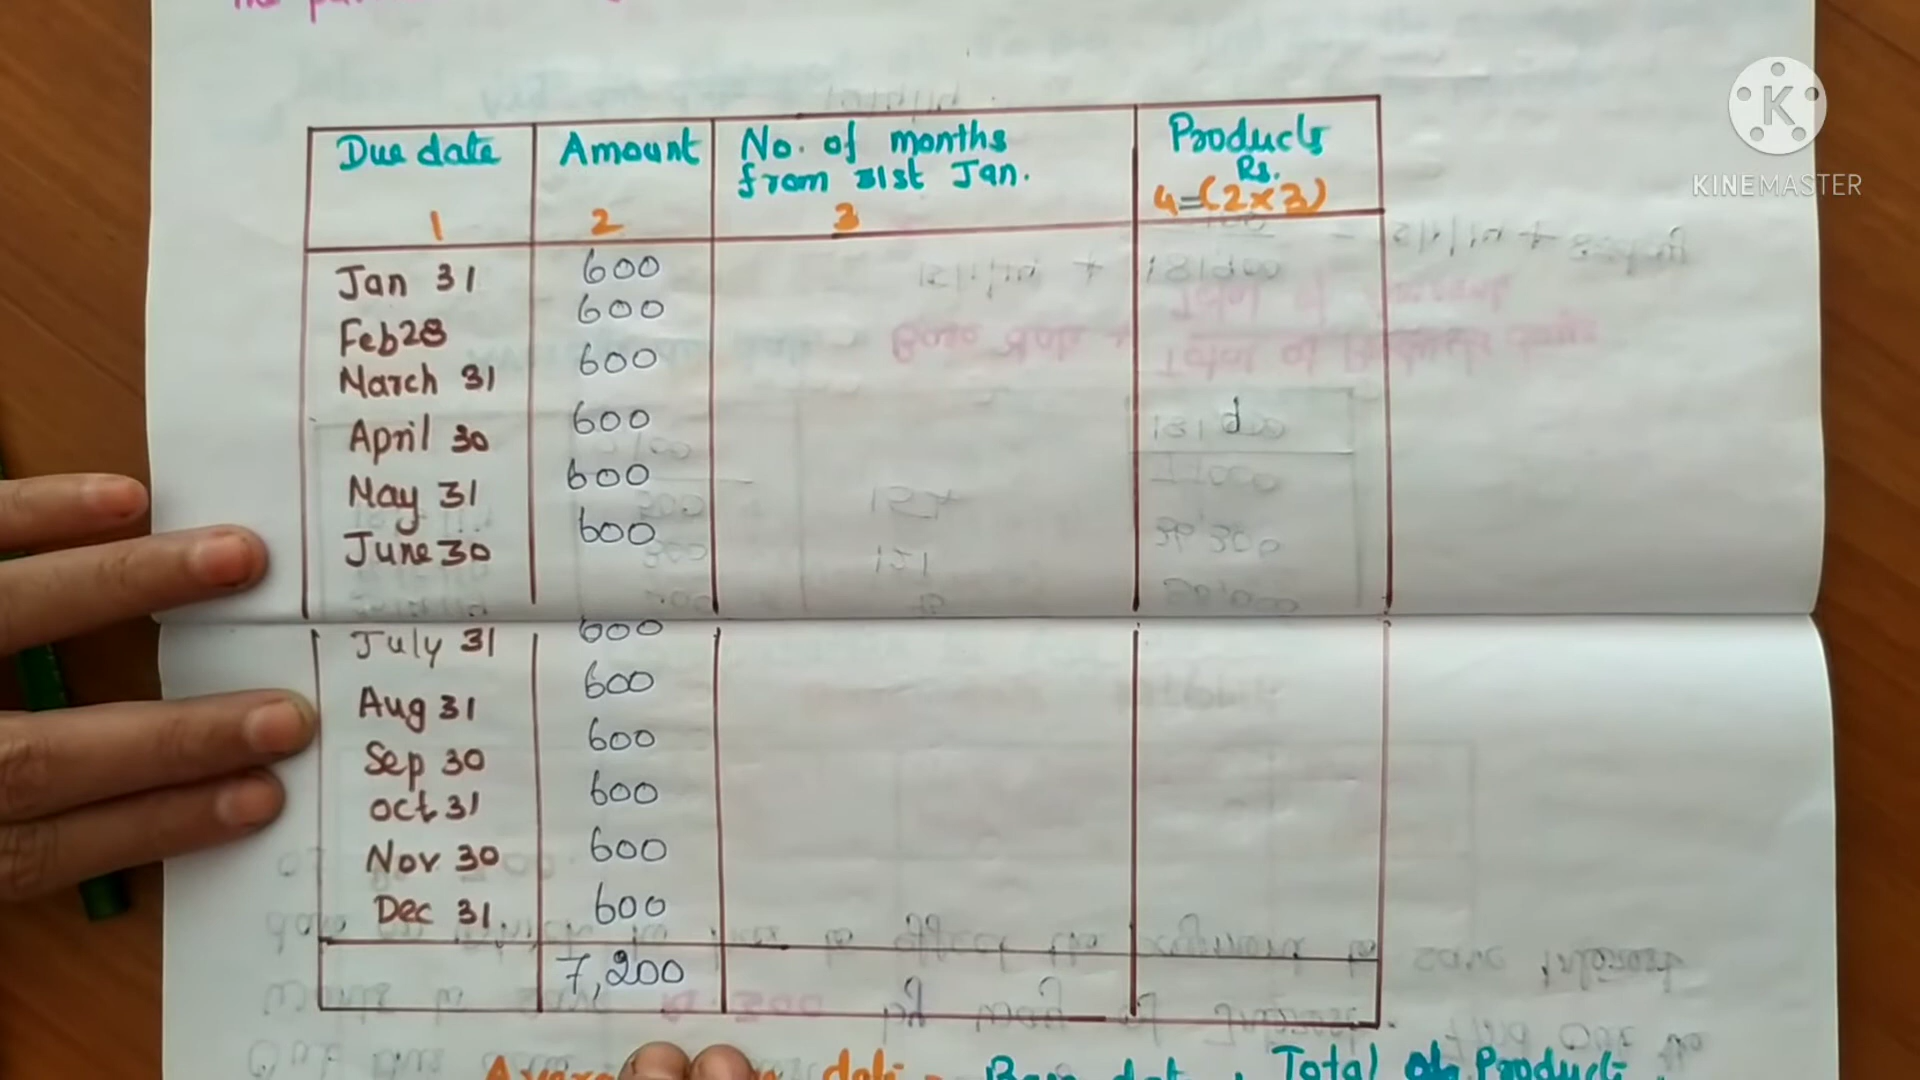 Due date Amount No. of months from 31st Jan. Products Rs.
1 2 3 4=(2x3)
Jan 31 600
Feb 28 600
March 31 600
April 30 600
May 31 600
June 30 600
July 31 600
Aug 31 600
Sep 30 600
oct 31 600
Nov 30 600
Dec 31 600
7,200
Total Product
KINEMASTER